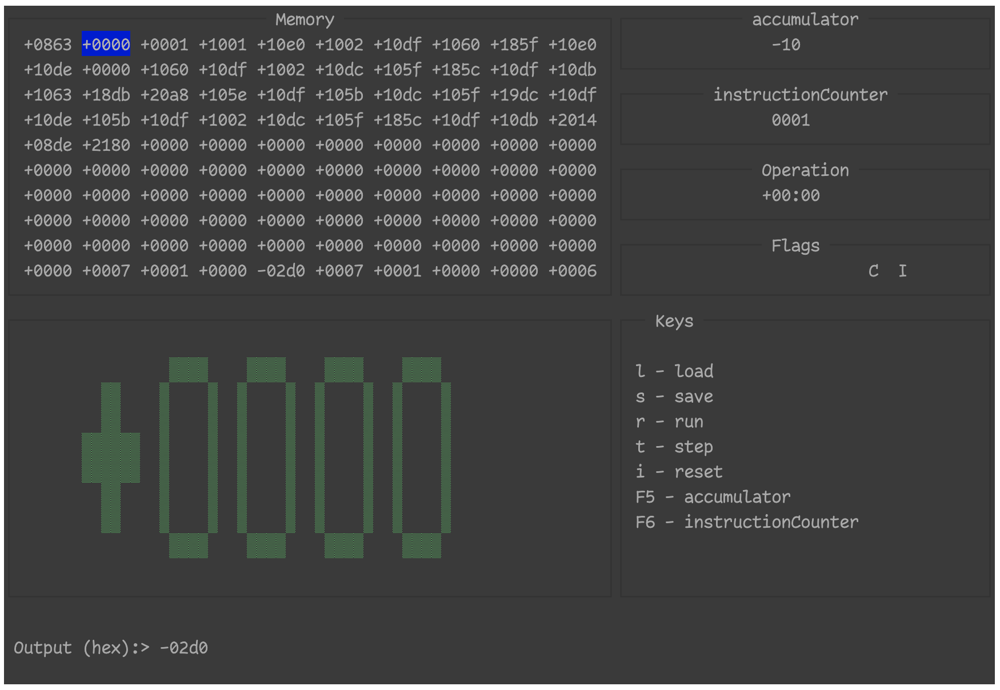 Memory
+0863 +0000 +0001 +1001 +10e0 +1002 +10df +1060 +185f +10e0
+10de +0000 +1060 +10df +1002 +10dc +105f +185c +10df +10db
+1063 +18db +20a8 +105e +10df +105b +10dc +105f +19dc +10df
+10de +105b +10df +1002 +10dc +105f +185c +10df +10db +2014
+08de +2180 +0000 +0000 +0000 +0000 +0000 +0000 +0000 +0000
+0000 +0000 +0000 +0000 +0000 +0000 +0000 +0000 +0000 +0000
+0000 +0000 +0000 +0000 +0000 +0000 +0000 +0000 +0000 +0000
+0000 +0000 +0000 +0000 +0000 +0000 +0000 +0000 +0000 +0000
+0000 +0000 +0000 +0000 +0000 +0000 +0000 +0000 +0000 +0000
+0000 +0007 +0001 +0000 -02d0 +0007 +0001 +0000 +0000 +0006
accumulator
-10
instructionCounter
0001
Operation
+00:00
Flags
C I
+0000
Keys
l - load
s - save
r - run
t - step
i - reset
F5 - accumulator
F6 - instructionCounter
Output (hex):> -02d0